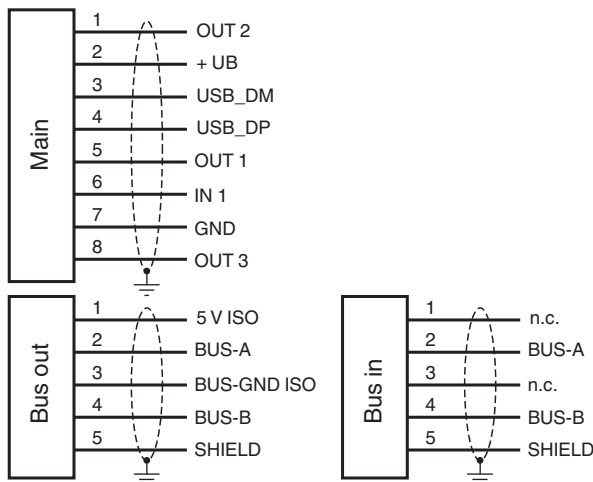 Main
1 OUT 2
2 + UB
3 USB_DM
4 USB_DP
5 OUT 1
6 IN 1
7 GND
8 OUT 3
Bus out
1 5 V ISO
2 BUS-A
3 BUS-GND ISO
4 BUS-B
5 SHIELD
Bus in
1 n.c.
2 BUS-A
3 n.c.
4 BUS-B
5 SHIELD